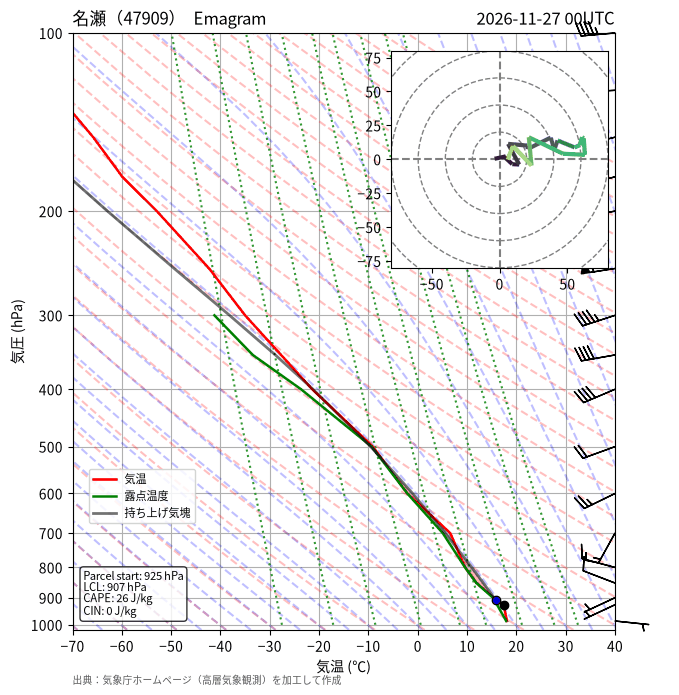 名瀬（47909） Emagram
2026-11-27 00UTC
100
200
300
400
500
600
700
800
900
1000
気圧 (hPa)
75
50
25
0
−25
−50
−75
−50
0
50
気温
露点温度
持ち上げ気塊
Parcel start: 925 hPa
LCL: 907 hPa
CAPE: 26 J/kg
CIN: 0 J/kg
−70
−60
−50
−40
−30
−20
−10
0
10
20
30
40
気温 (°C)
出典：気象庁ホームページ（高層気象観測）を加工して作成